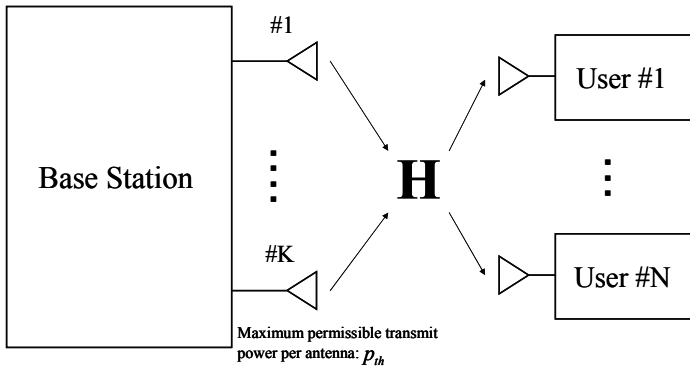 #1
User #1
Base Station
H
#K
User #N
Maximum permissible transmit
power per antenna: p_th